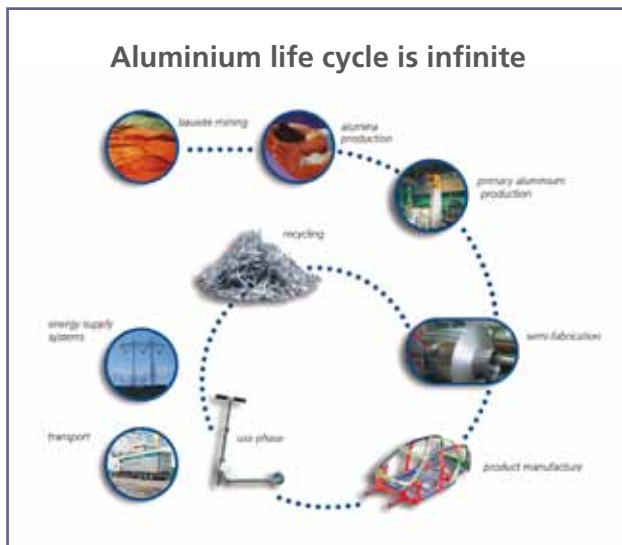 Aluminium life cycle is infinite
bauxite mining
alumina
production
primary aluminium
production
recycling
energy supply
systems
semi-fabrication
transport
use phase
product manufacture